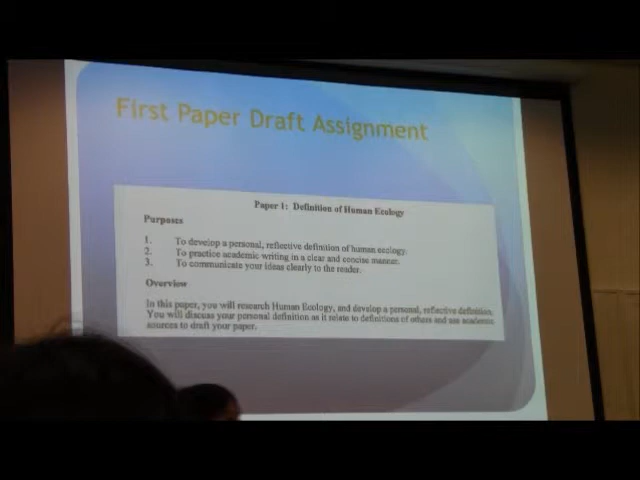 First Paper Draft Assignment
Paper 1: Definition of Human Ecology
Purposes
1. To develop a personal, reflective definition of human ecology.
2. To practice academic writing in a clear and concise manner.
3. To communicate your ideas clearly to the reader.
Overview
In this paper, you will research Human Ecology, and develop a personal, reflective definition.
You will discuss your personal definition as it relate to definitions of others and use academic
sources to draft your paper.